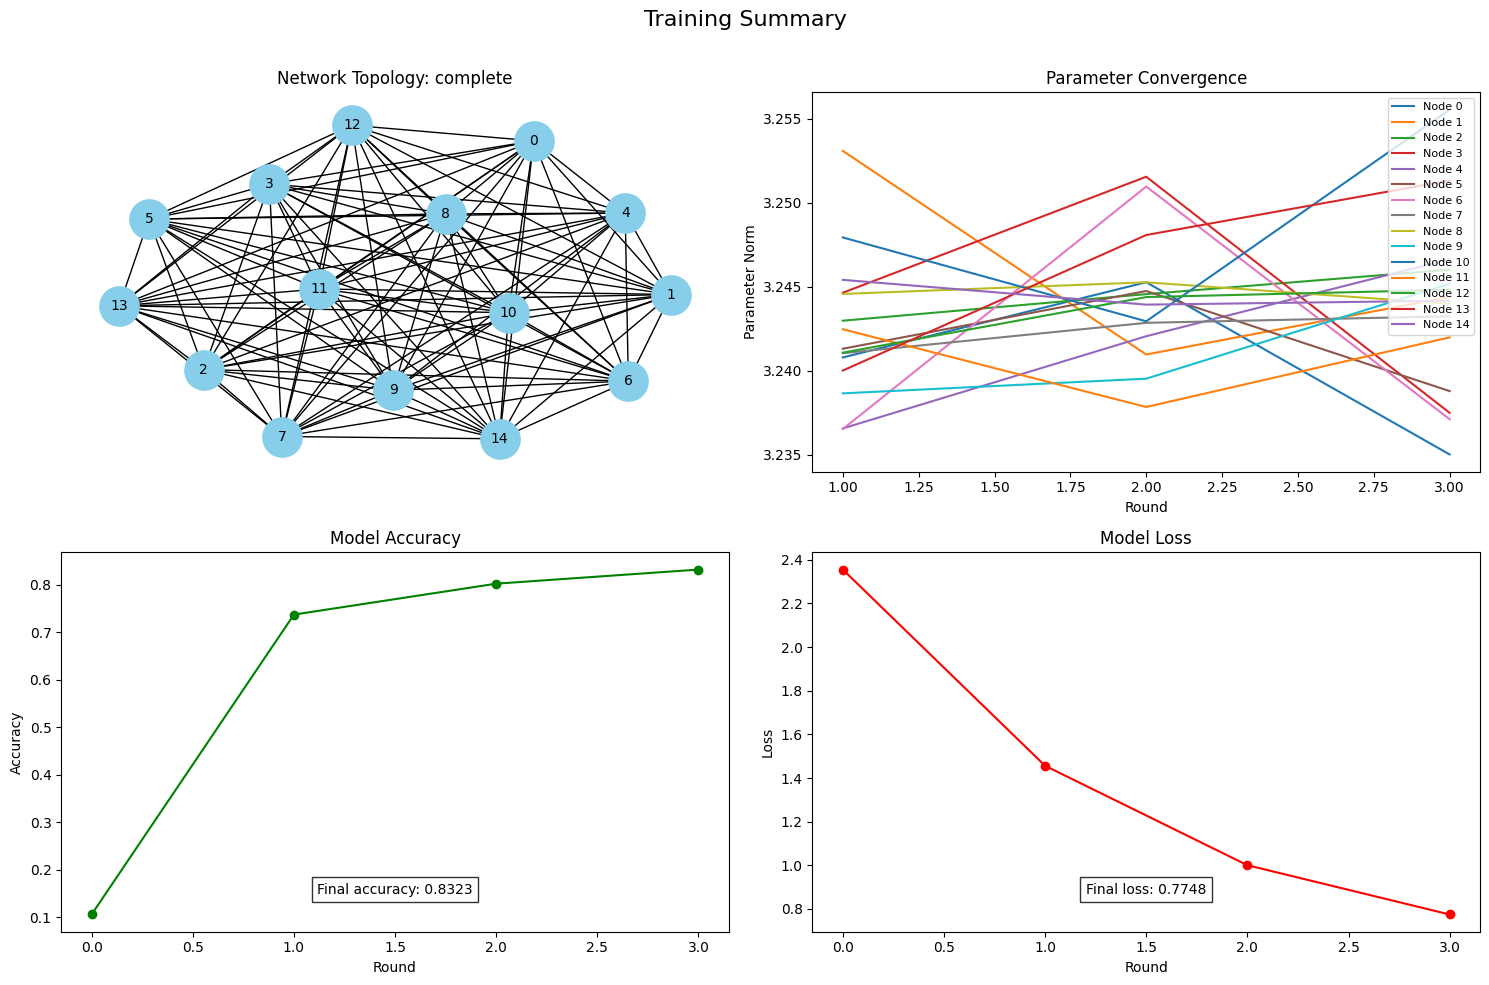 Training Summary
Network Topology: complete
12
0
3
8
4
5
11
1
13
10
2
9
6
7
14
Parameter Convergence
Parameter Norm
3.255
3.250
3.245
3.240
3.235
Node 0
Node 1
Node 2
Node 3
Node 4
Node 5
Node 6
Node 7
Node 8
Node 9
Node 10
Node 11
Node 12
Node 13
Node 14
1.00 1.25 1.50 1.75 2.00 2.25 2.50 2.75 3.00
Round
Model Accuracy
Accuracy
0.8
0.7
0.6
0.5
0.4
0.3
0.2
0.1
Final accuracy: 0.8323
0.0 0.5 1.0 1.5 2.0 2.5 3.0
Round
Model Loss
Loss
2.4
2.2
2.0
1.8
1.6
1.4
1.2
1.0
0.8
Final loss: 0.7748
0.0 0.5 1.0 1.5 2.0 2.5 3.0
Round